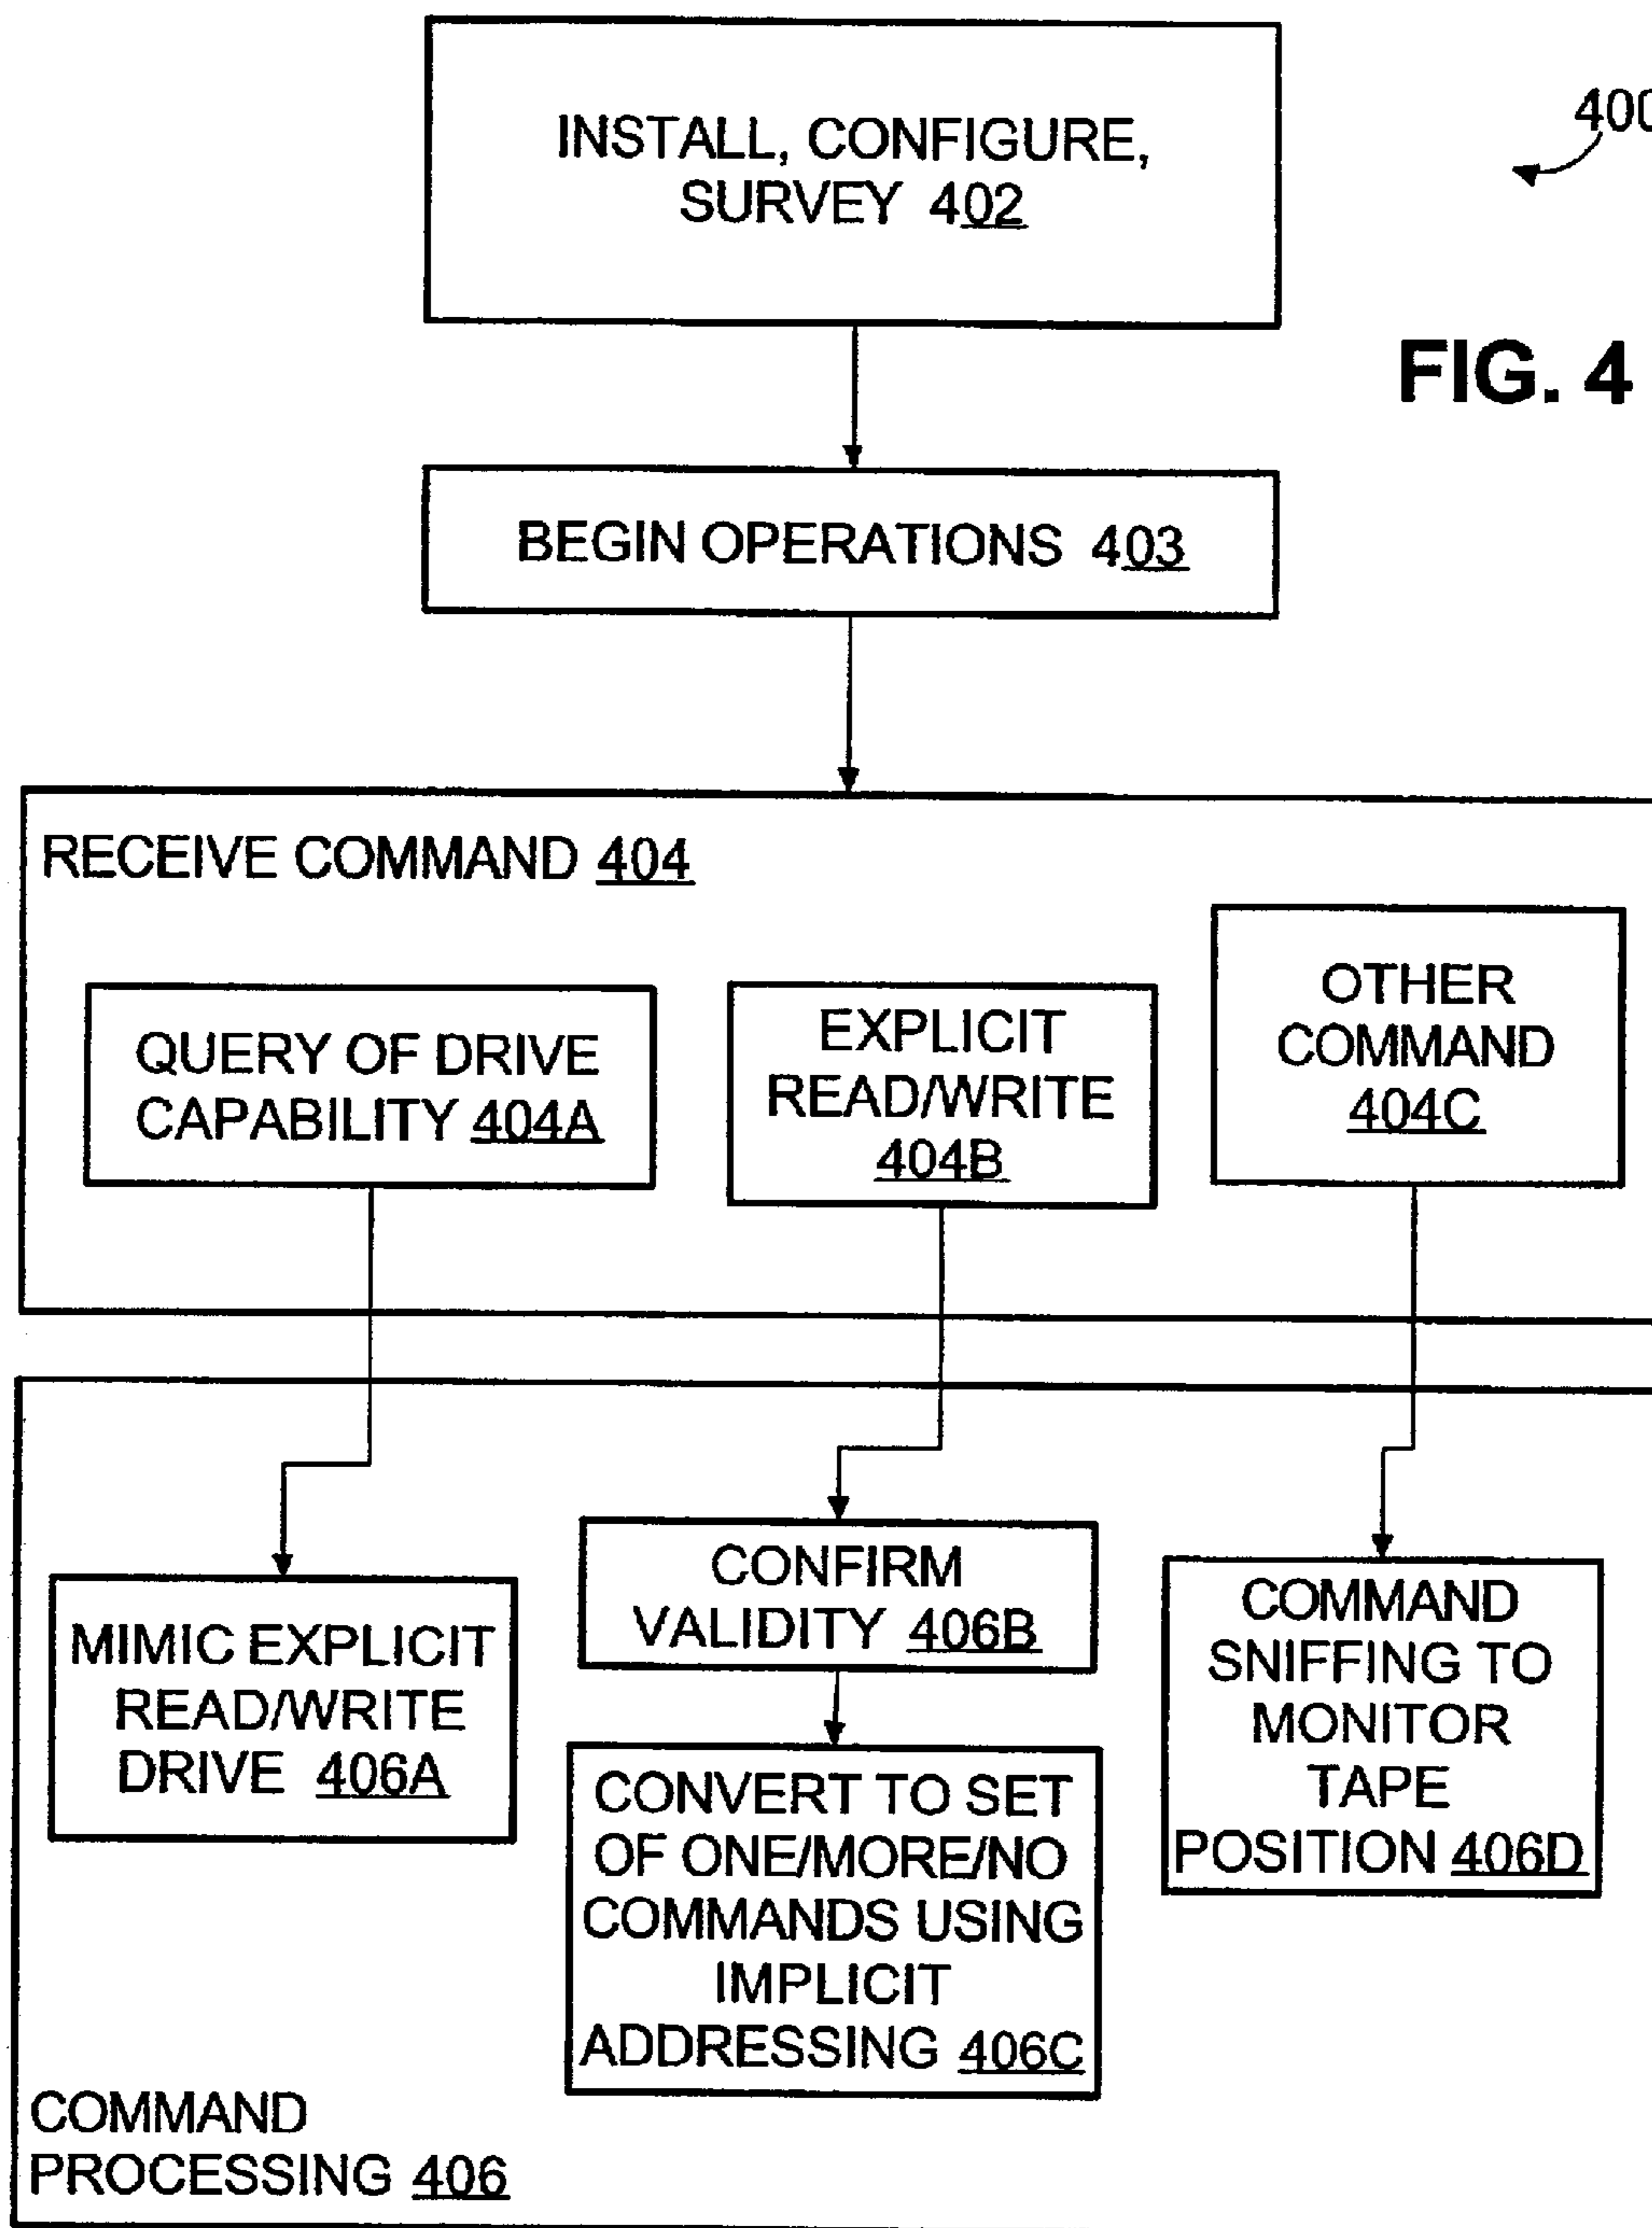 INSTALL, CONFIGURE,
SURVEY 402
400
FIG. 4
BEGIN OPERATIONS 403
RECEIVE COMMAND 404
QUERY OF DRIVE
CAPABILITY 404A
EXPLICIT
READ/WRITE
404B
OTHER
COMMAND
404C
MIMIC EXPLICIT
READ/WRITE
DRIVE 406A
CONFIRM
VALIDITY 406B
CONVERT TO SET
OF ONE/MORE/NO
COMMANDS USING
IMPLICIT
ADDRESSING 406C
COMMAND
SNIFFING TO
MONITOR
TAPE
POSITION 406D
COMMAND
PROCESSING 406